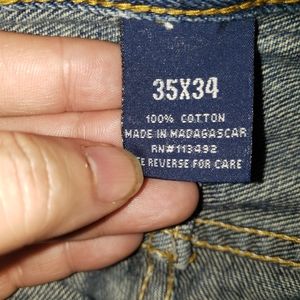 35X34
100% COTTON
MADE IN MADAGASCAR
RN#113492
E REVERSE FOR CARE